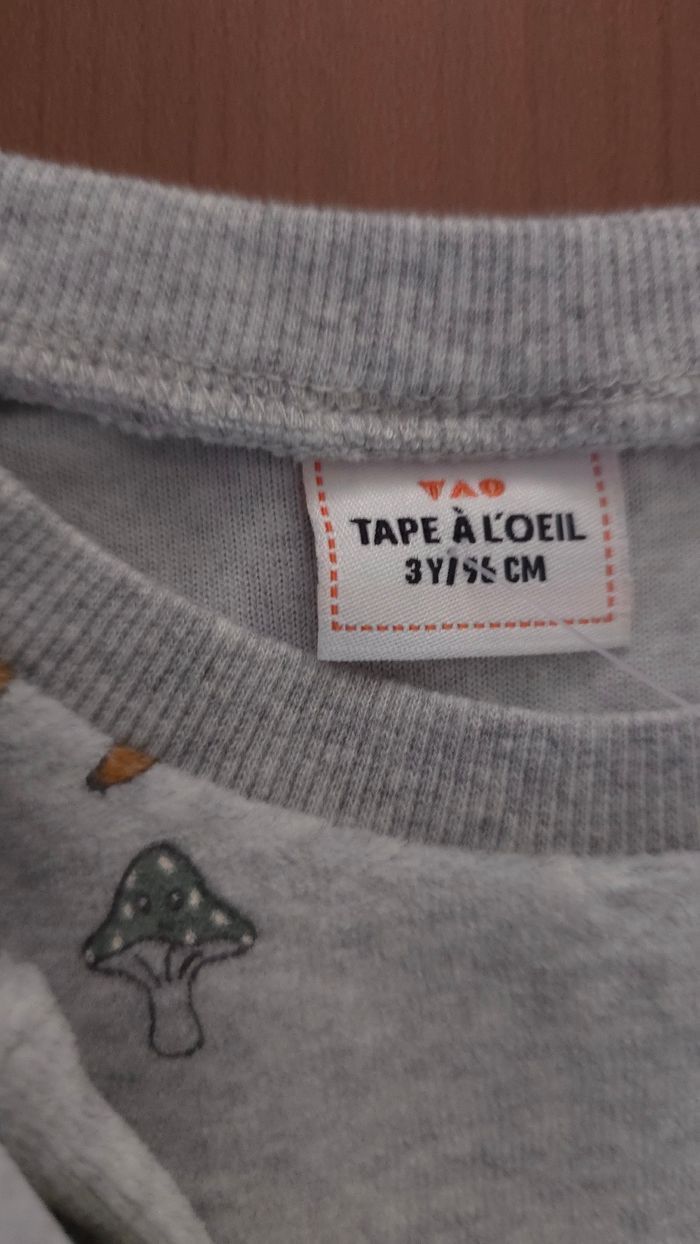 TAO
TAPE À L'OEIL
3Y/ CM